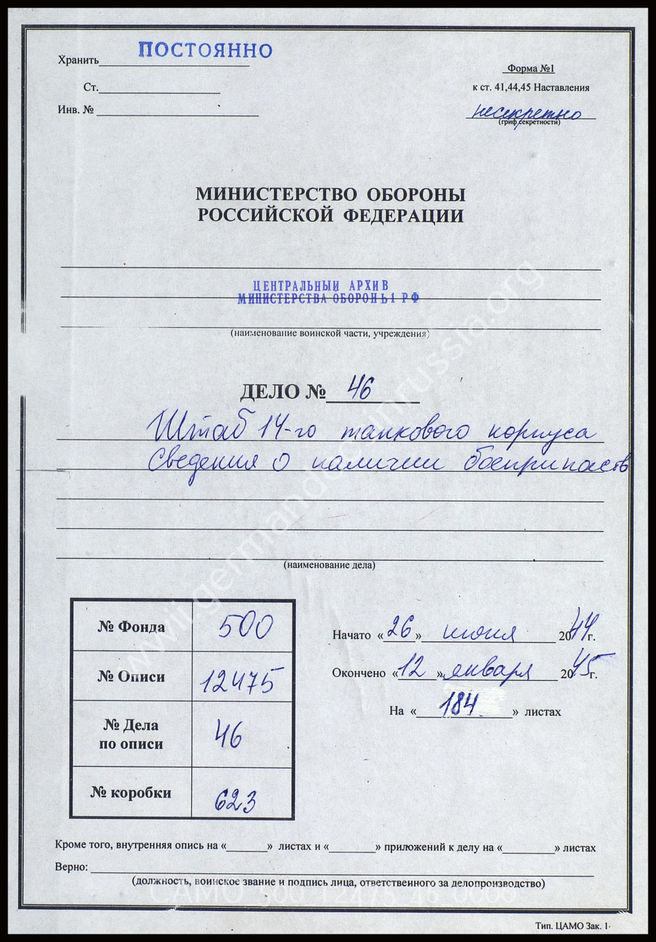 Хранить ПОСТОЯННО
Ст.
Инв. №
Форма №1
к ст. 41,44,45 Наставления
несекретно
(гриф секретности)
МИНИСТЕРСТВО ОБОРОНЫ
РОССИЙСКОЙ ФЕДЕРАЦИИ
ЦЕНТРАЛЬНЫЙ АРХИВ
МИНИСТЕРСТВА ОБОРОНЫ РФ
(наименование воинской части, учреждения)
ДЕЛО № 46
Штаб 14-го танкового корпуса
Сведения о наличии боеприпасов
(наименование дела)
№ Фонда 500
№ Описи 12475
№ Дела
по описи 46
№ коробки 623
Начато «26» июня 2044 г.
Окончено «12» января 2045 г.
На «184» листах
Кроме того, внутренняя опись на «» листах и «» приложений к делу на «» листах
Верно:
(должность, воинское звание и подпись лица, ответственного за делопроизводство)
Тип. ЦАМО Зак. 1